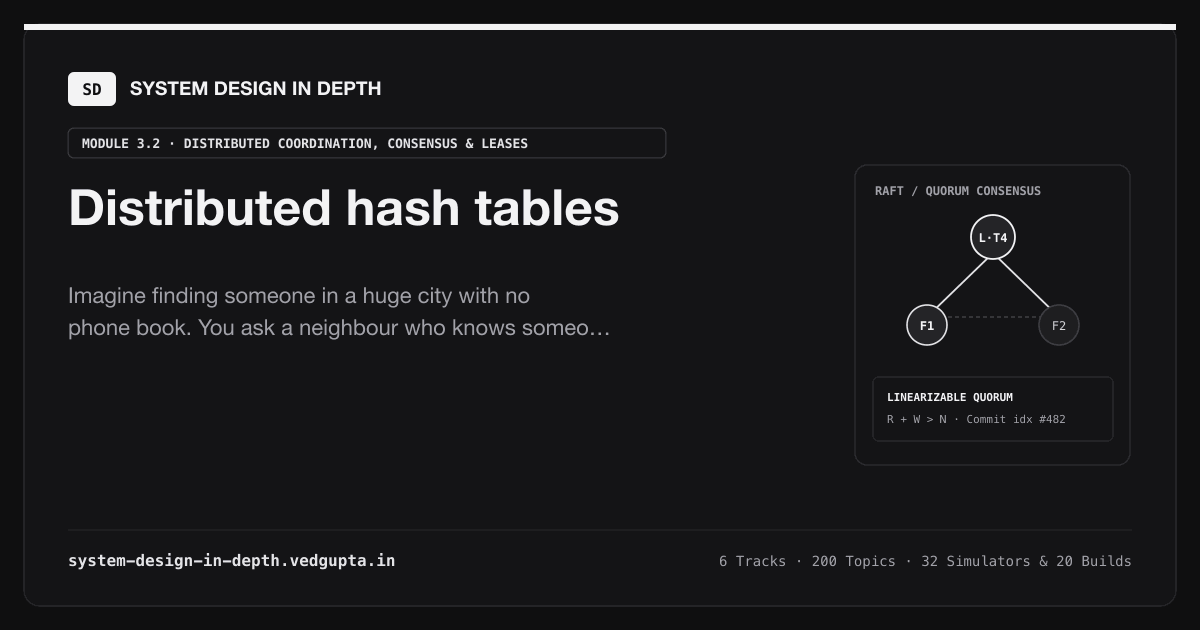 SD SYSTEM DESIGN IN DEPTH
MODULE 3.2 · DISTRIBUTED COORDINATION, CONSENSUS & LEASES
Distributed hash tables
Imagine finding someone in a huge city with no
phone book. You ask a neighbour who knows someo…
RAFT / QUORUM CONSENSUS
L·T4
F1
F2
LINEARIZABLE QUORUM
R + W > N · Commit idx #482
system-design-in-depth.vedgupta.in
6 Tracks · 200 Topics · 32 Simulators & 20 Builds